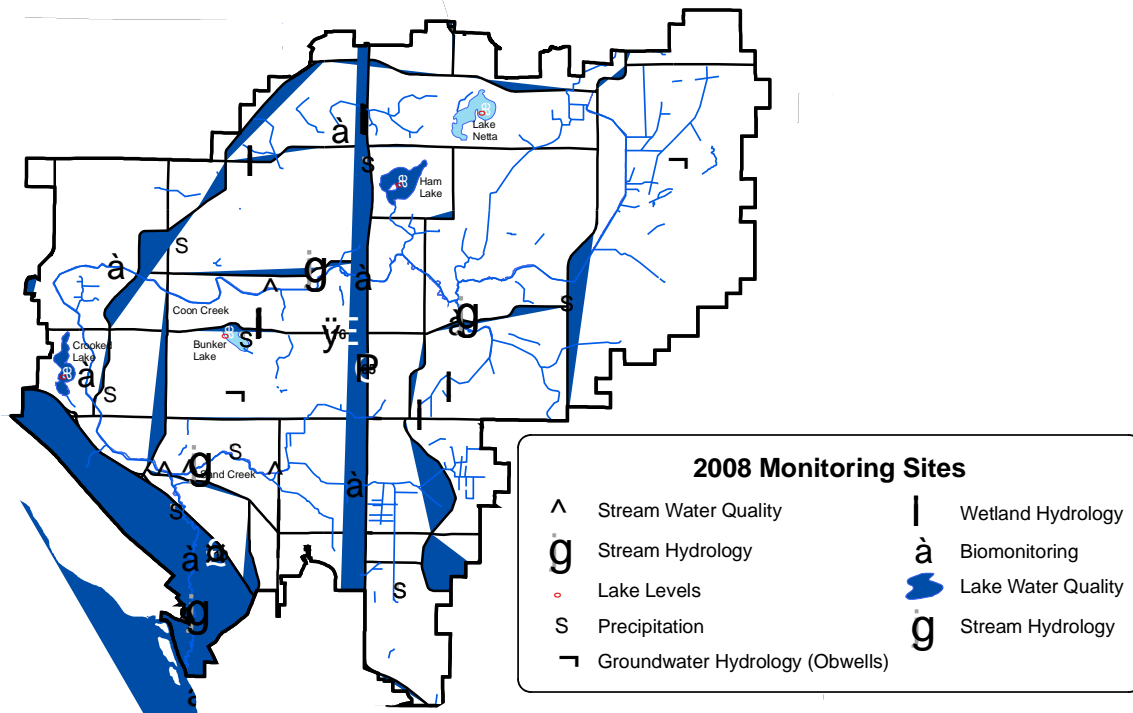 Lake
Netta
Ham
Lake
Coon Creek
Bunker
Lake
Crooked
Lake
Sand Creek
2008 Monitoring Sites
^ Stream Water Quality
ġ Stream Hydrology
Lake Levels
s Precipitation
¬ Groundwater Hydrology (Obwells)
l Wetland Hydrology
à Biomonitoring
Lake Water Quality
ġ Stream Hydrology